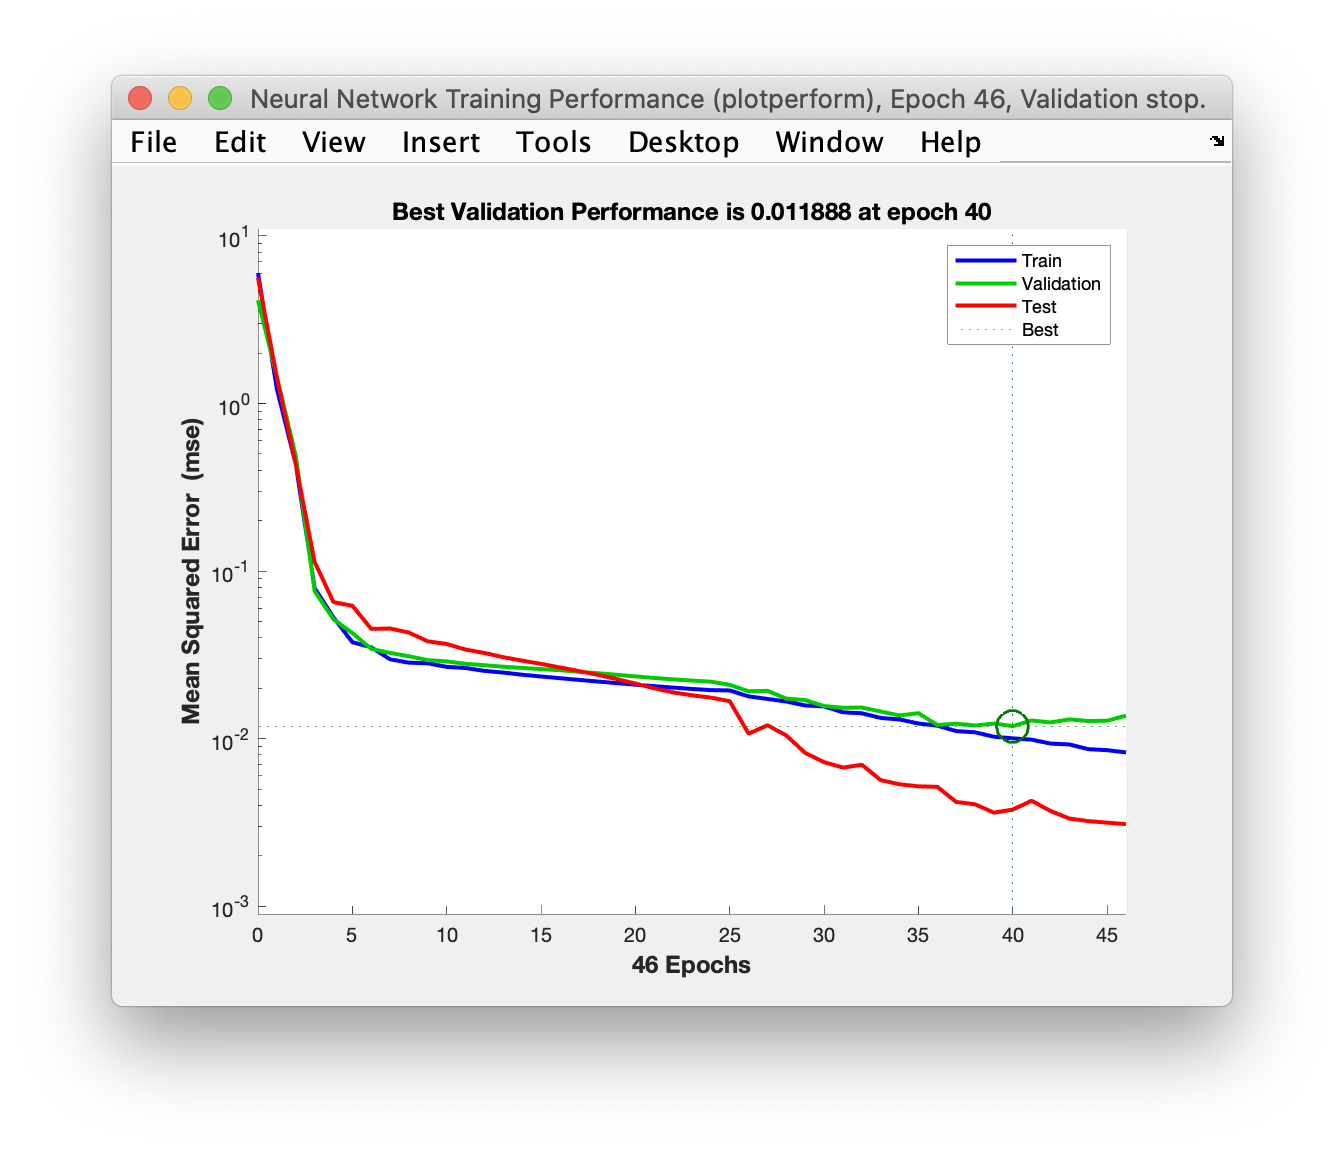 Neural Network Training Performance (plotperform), Epoch 46, Validation stop.
File Edit View Insert Tools Desktop Window Help
Best Validation Performance is 0.011888 at epoch 40
Mean Squared Error (mse)
10^1
10^0
10^-1
10^-2
10^-3
Train
Validation
Test
Best
0 5 10 15 20 25 30 35 40 45
46 Epochs